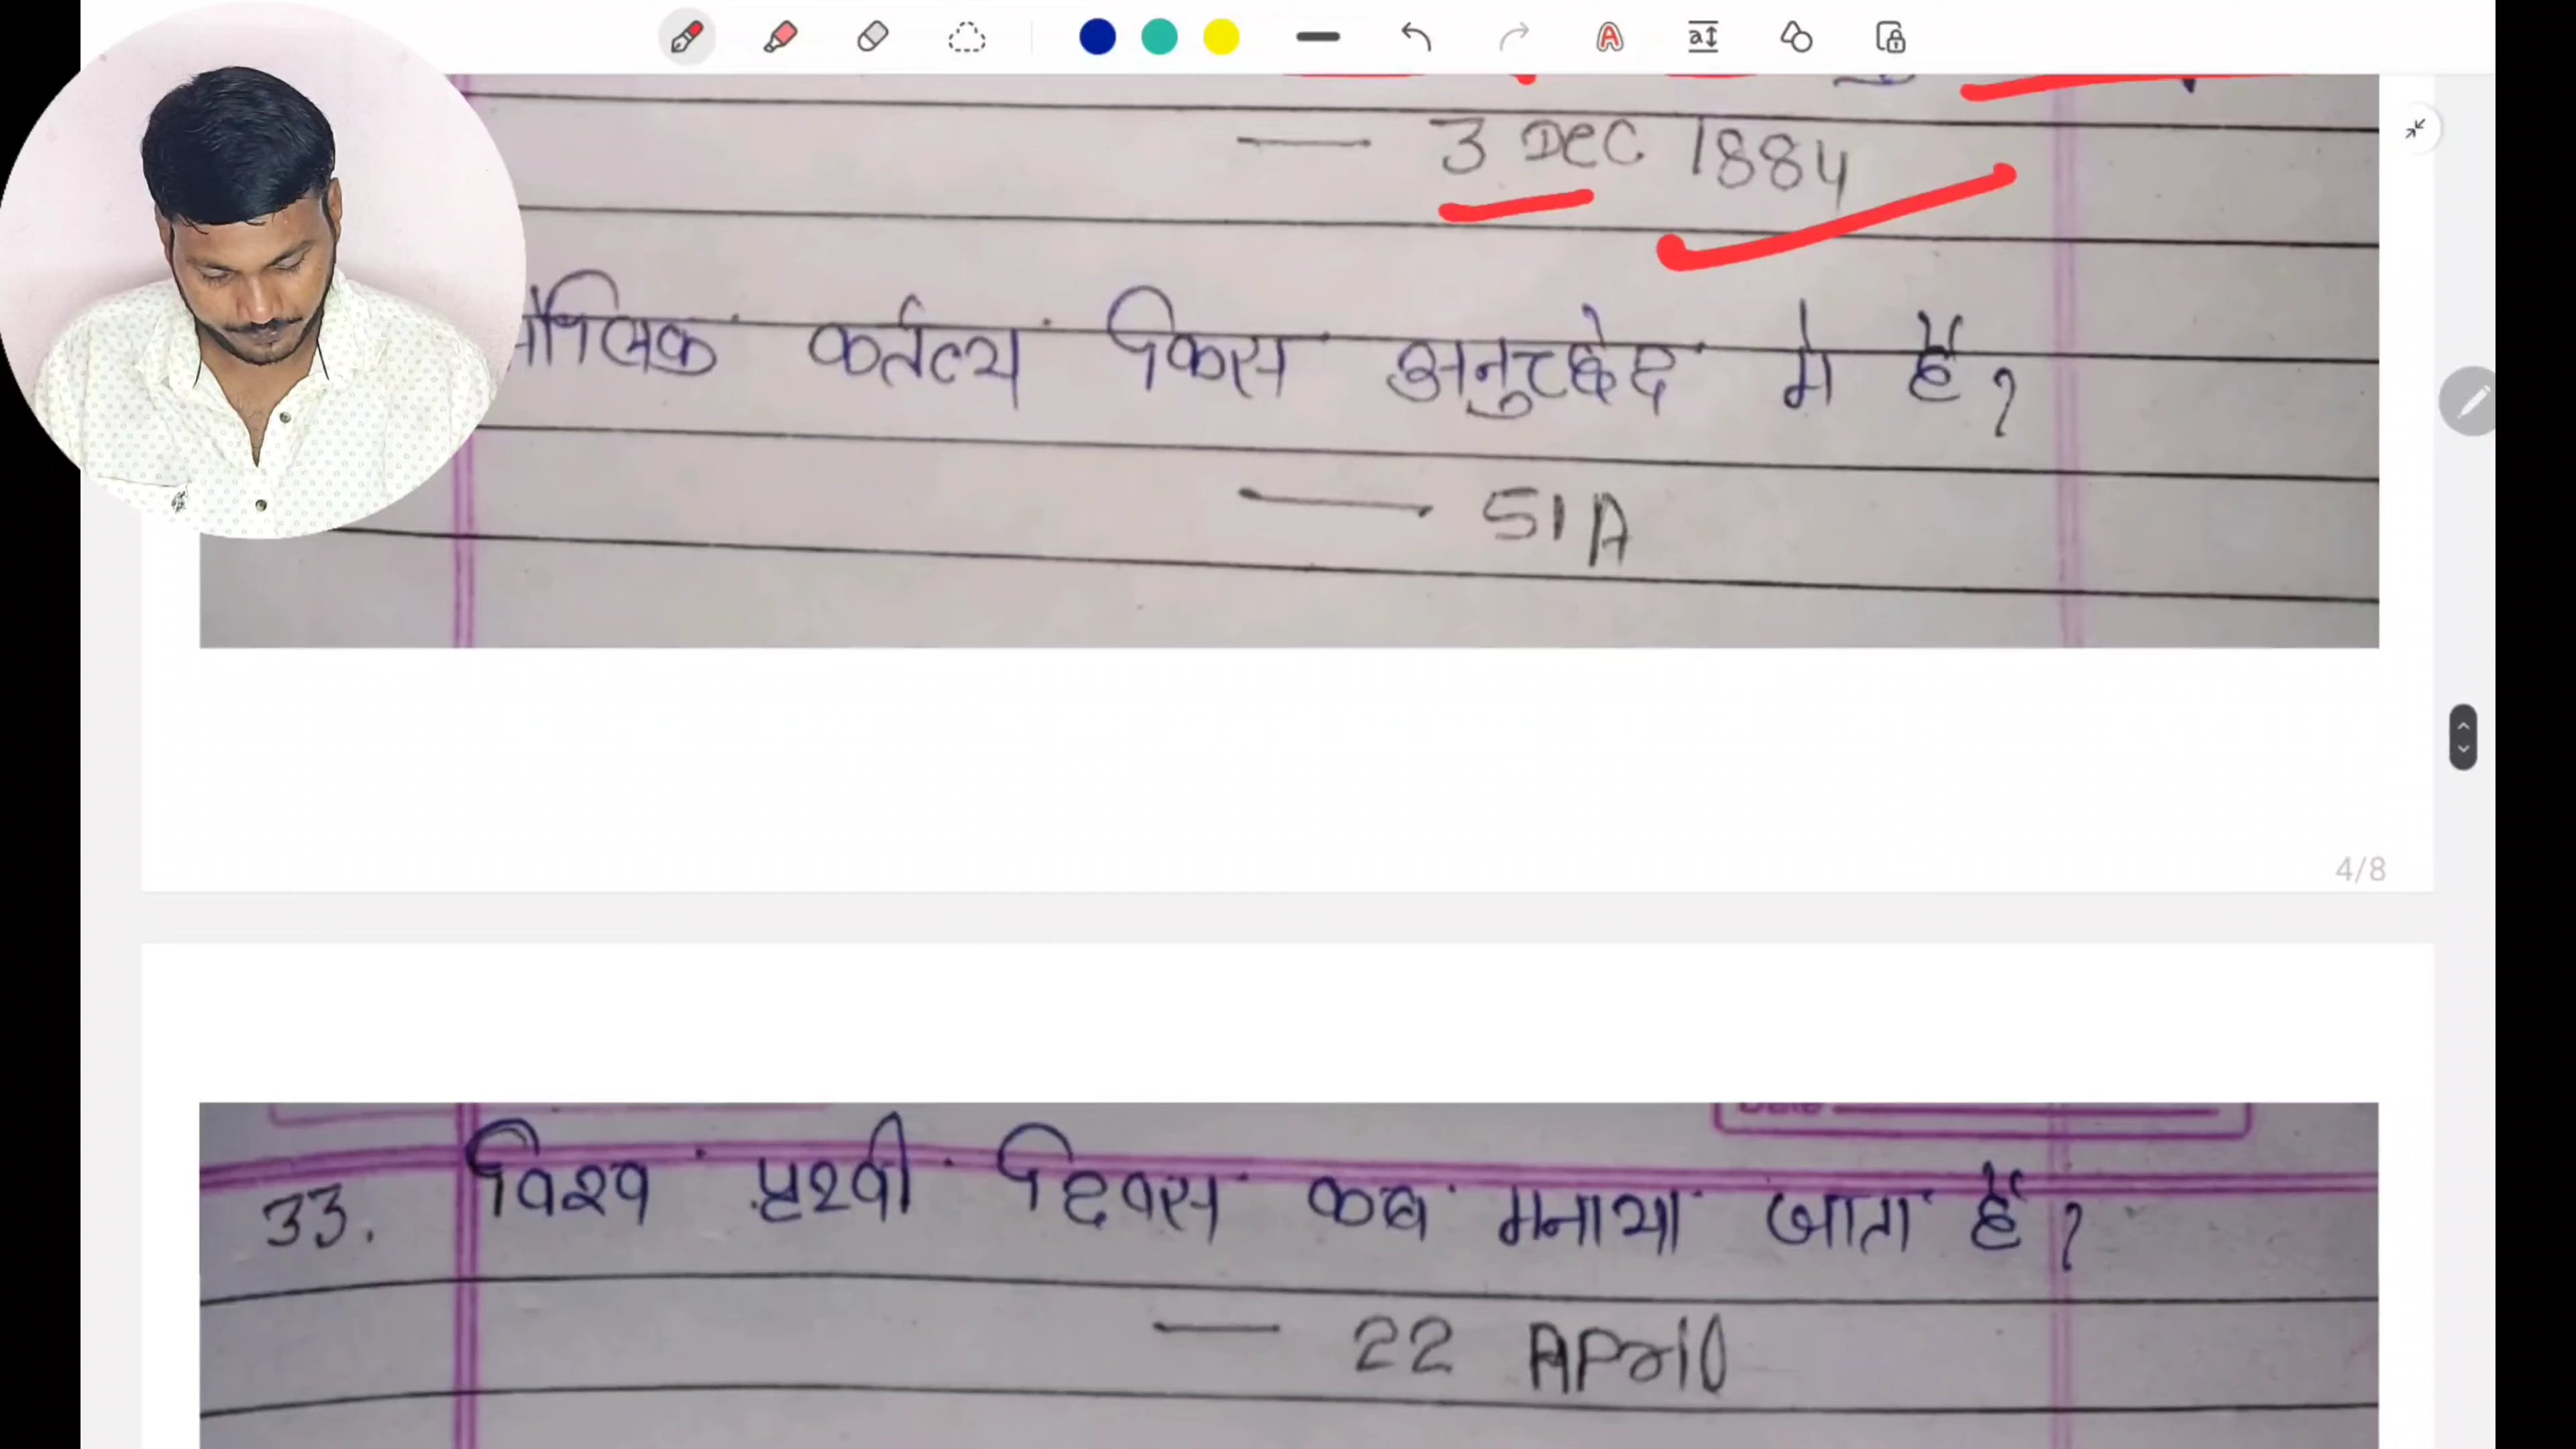 — 3 Dec 1884
मौलिक कर्तव्य किस अनुच्छेद मे है ?
— 51A
4/8
33. विश्व पृथ्वी दिवस कब मनाया जाता है ?
— 22 April